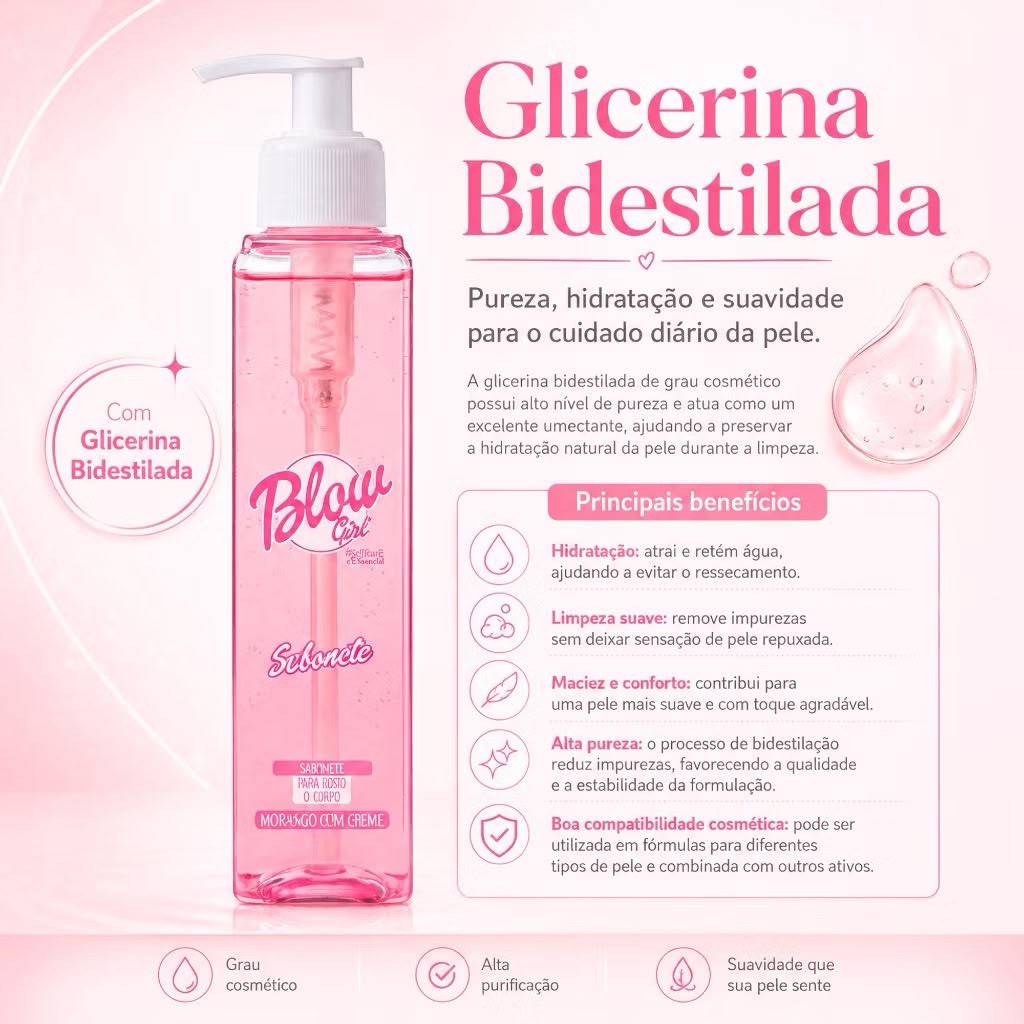 Glicerina
Bidestilada
Pureza, hidratação e suavidade
para o cuidado diário da pele.
A glicerina bidestilada de grau cosmético
possui alto nível de pureza e atua como um
excelente umectante, ajudando a preservar
a hidratação natural da pele durante a limpeza.
Com
Glicerina
Bidestilada
Blow
Girl
Sebonete
SABONETE
PARA ROSTO
O CORPO
Principais benefícios
Hidratação: atrai e retém água,
ajudando a evitar o ressecamento.
Limpeza suave: remove impurezas
sem deixar sensação de pele repuxada.
Maciez e conforto: contribui para
uma pele mais suave e com toque agradável.
Alta pureza: o processo de bidestilação
reduz impurezas, favorecendo a qualidade
e a estabilidade da formulação.
Boa compatibilidade cosmética: pode ser
utilizada em fórmulas para diferentes
tipos de pele e combinada com outros ativos.
Grau
cosmético
Alta
purificação
Suavidade que
sua pele sente